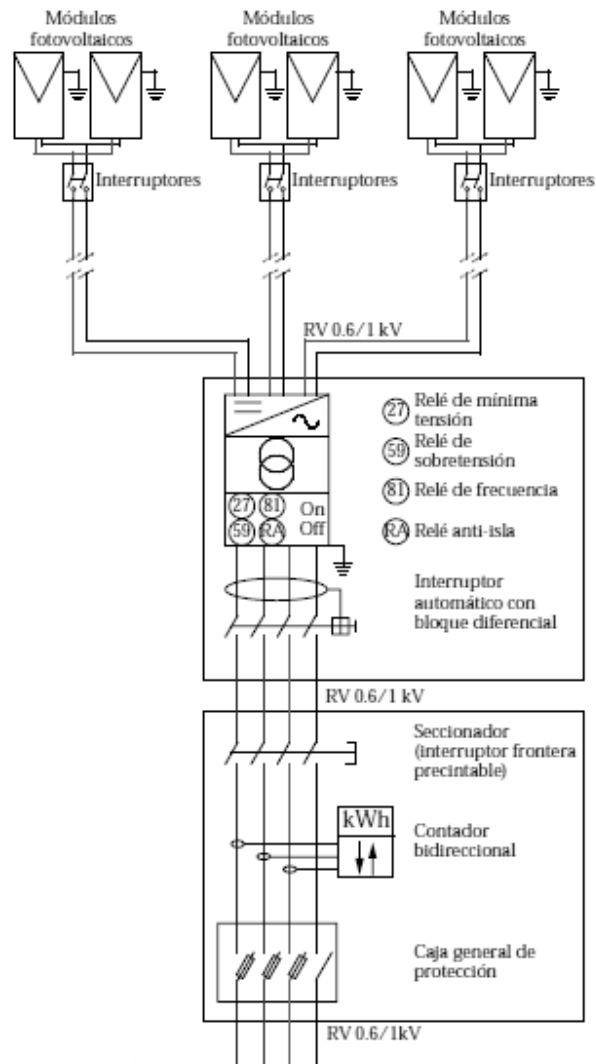 Módulos
fotovoltaicos
Módulos
fotovoltaicos
Módulos
fotovoltaicos
Interruptores
Interruptores
Interruptores
RV 0.6/1 kV
27 Relé de mínima
tensión
59 Relé de
sobretensión
81 Relé de frecuencia
RA Relé anti-isla
27 81 On
59 RA Off
Interruptor
automático con
bloque diferencial
RV 0.6/1 kV
Seccionador
(interruptor frontera
precintable)
kWh
Contador
bidireccional
Caja general de
protección
RV 0.6/1kV